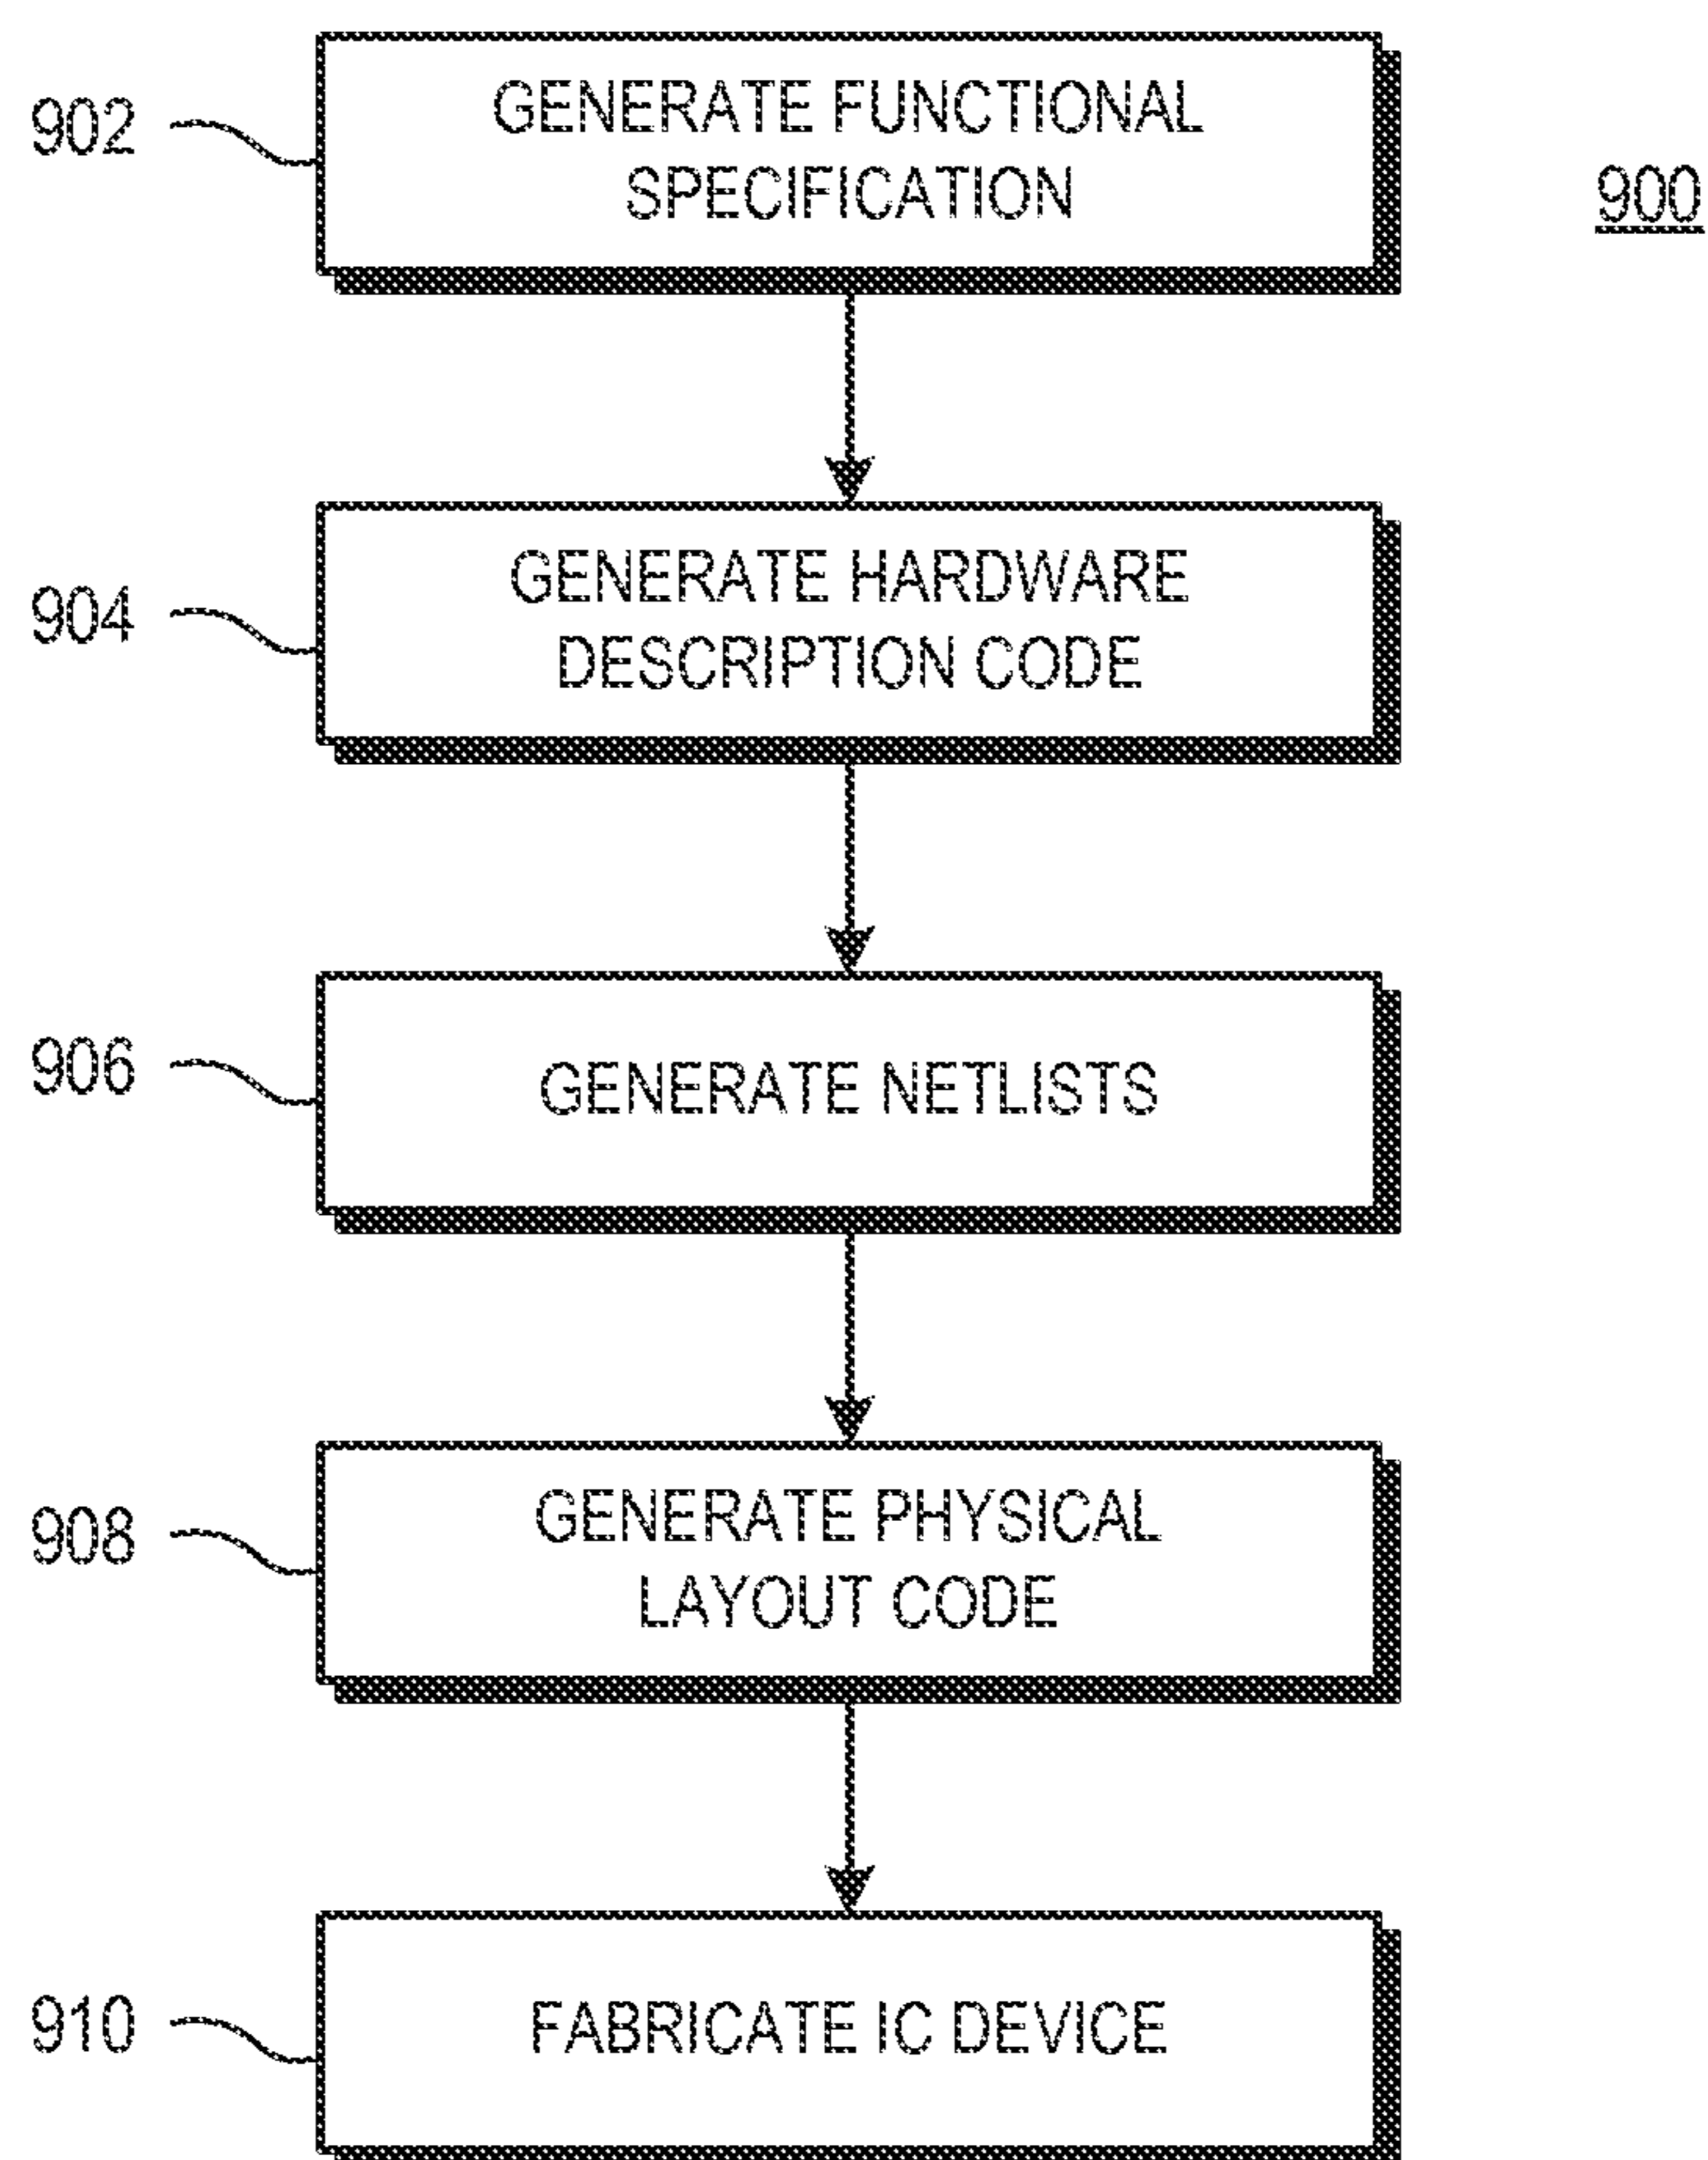 902
GENERATE FUNCTIONAL
SPECIFICATION
900
904
GENERATE HARDWARE
DESCRIPTION CODE
906
GENERATE NETLISTS
908
GENERATE PHYSICAL
LAYOUT CODE
910
FABRICATE IC DEVICE